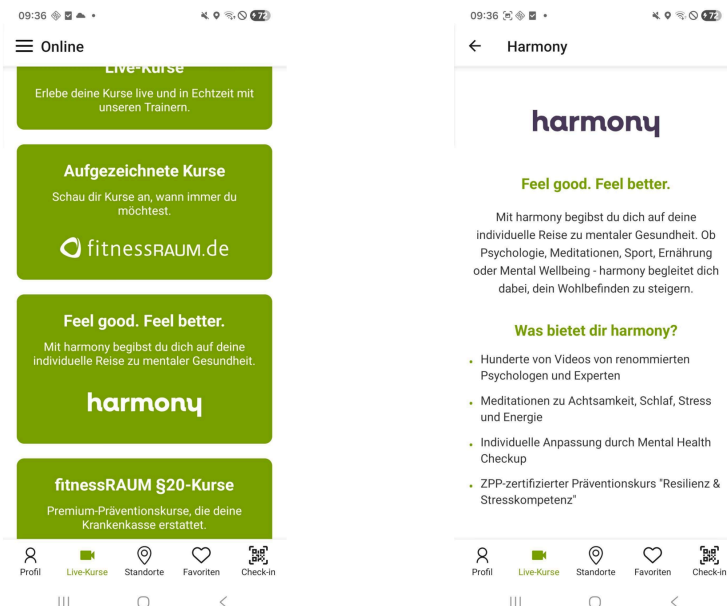 09:36
72
Online
Live-Kurse
Erlebe deine Kurse live und in Echtzeit mit
unseren Trainern.
Aufgezeichnete Kurse
Schau dir Kurse an, wann immer du
möchtest.
fitnessRAUM.de
Feel good. Feel better.
Mit harmony begibst du dich auf deine
individuelle Reise zu mentaler Gesundheit.
harmony
fitnessRAUM §20-Kurse
Premium-Präventionskurse, die deine
Krankenkasse erstattet.
Profil Live-Kurse Standorte Favoriten Check-in
09:36
72
Harmony
harmony
Feel good. Feel better.
Mit harmony begibst du dich auf deine
individuelle Reise zu mentaler Gesundheit. Ob
Psychologie, Meditationen, Sport, Ernährung
oder Mental Wellbeing - harmony begleitet dich
dabei, dein Wohlbefinden zu steigern.
Was bietet dir harmony?
• Hunderte von Videos von renommierten
Psychologen und Experten
• Meditationen zu Achtsamkeit, Schlaf, Stress
und Energie
• Individuelle Anpassung durch Mental Health
Checkup
• ZPP-zertifizierter Präventionskurs "Resilienz &
Stresskompetenz"
Profil Live-Kurse Standorte Favoriten Check-in